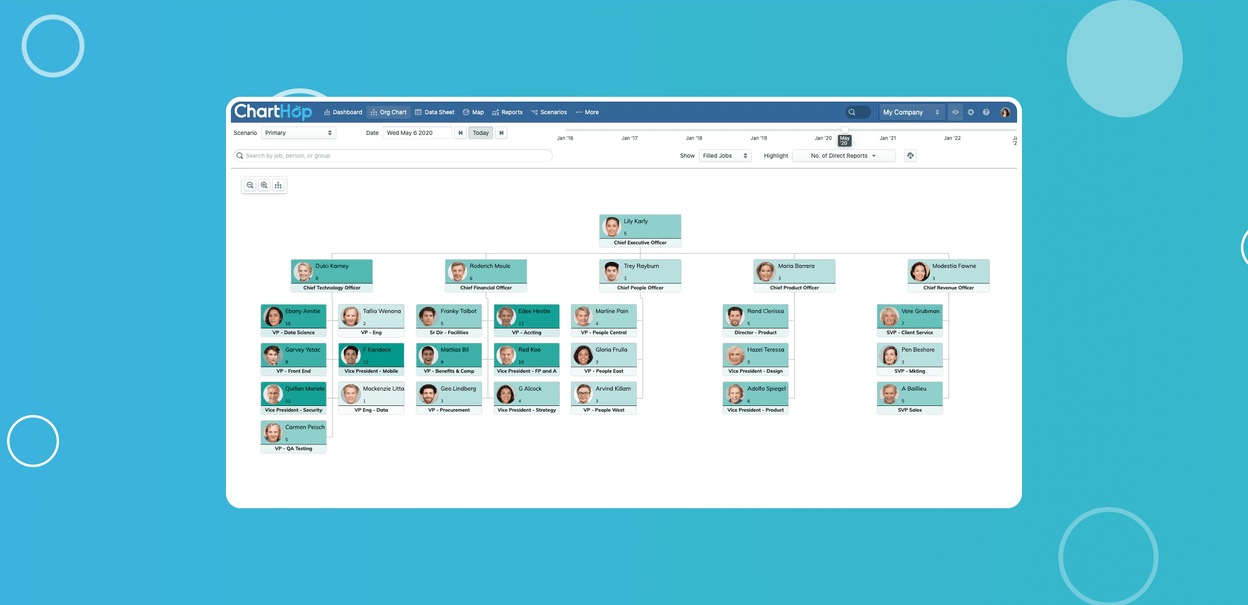 ChartHop Dashboard Org Chart Data Sheet Map Reports Scenarios More My Company
Scenario Primary Date Wed May 6 2020 Today
Jan '16 Jan '17 Jan '18 Jan '19 Jan '20 May '20 Jan '21 Jan '22
Search by job, person, or group Show Filled Jobs Highlight No. of Direct Reports
Lily Karly
5
Chief Executive Officer
Dulci Karney Roderich Moule Trey Rayburn Maria Borrera Modestia Fawne
6 3 3 3
Chief Technology Officer Chief Financial Officer Chief People Officer Chief Product Officer Chief Revenue Officer
Ebony Amitie Tallia Wenona Franky Talbot Edee Hestia Marline Pain Rand Clerissa Vere Grubman
10 2 5 11 4 5 7
VP - Data Science VP - Eng Sr Dir - Facilities VP - Accting VP - People Central Director - Product SVP - Client Service
Garvey Yetac F Kandace Mattias Bil Red Koo Gloria Frulla Hazel Teressa Pen Beshore
9 12 9 10 3 5 3
VP - Front End Vice President - Mobile VP - Benefits & Comp Vice President - FP and A VP - People East Vice President - Design SVP - Mkting
Quillan Mariele Mackenzie Litta Geo Lindberg G Alcock Arvind Killam Adolfo Spiegel A Baillieu
11 1 3 4 3 6 5
Vice President - Security VP Eng - Data VP - Procurement Vice President - Strategy VP - People West Vice President - Product SVP Sales
Carmen Peisch
5
VP - QA Testing